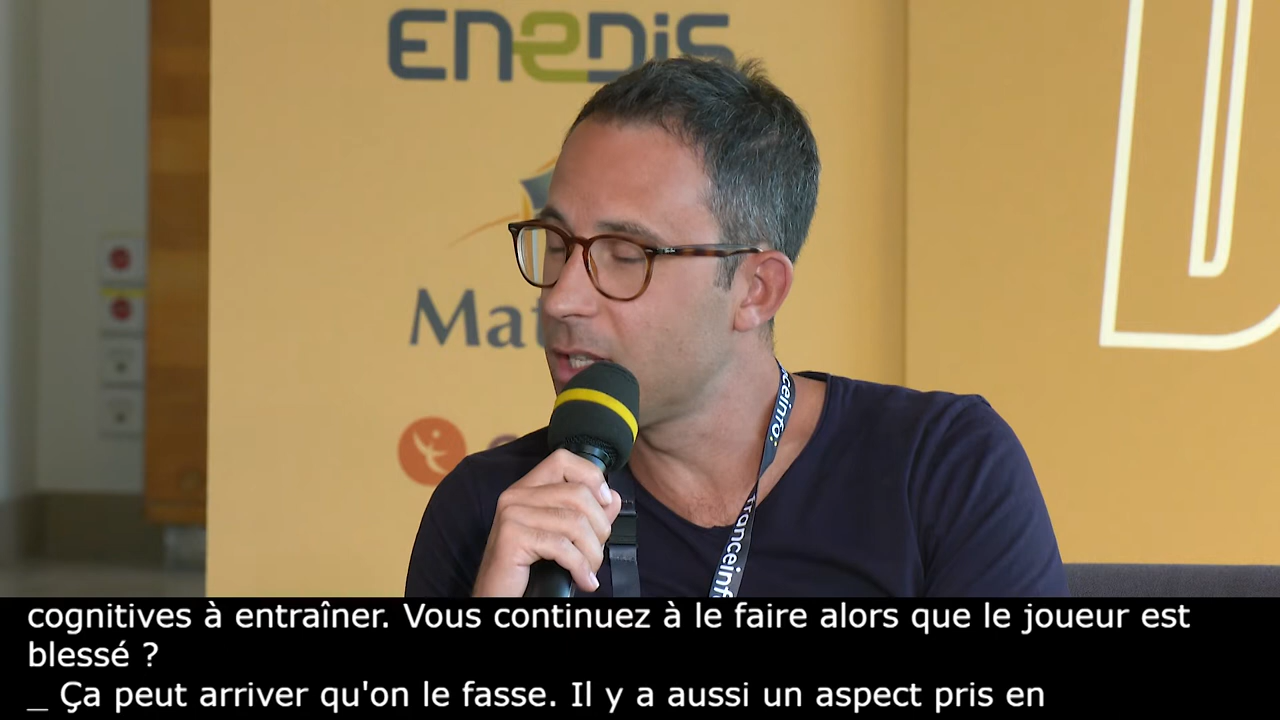 ENEDIS
Mat
franceinfo:
franceinf
cognitives à entraîner. Vous continuez à le faire alors que le joueur est
blessé ?
_ Ça peut arriver qu'on le fasse. Il y a aussi un aspect pris en